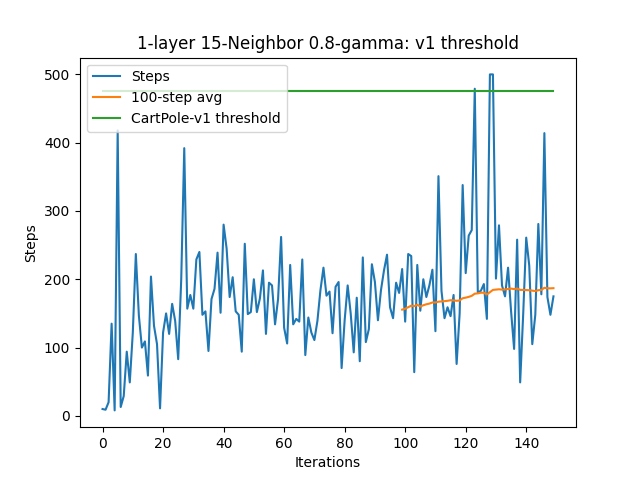 1-layer 15-Neighbor 0.8-gamma: v1 threshold
Steps
100-step avg
CartPole-v1 threshold
500
400
300
200
100
0
Steps
0
20
40
60
80
100
120
140
Iterations